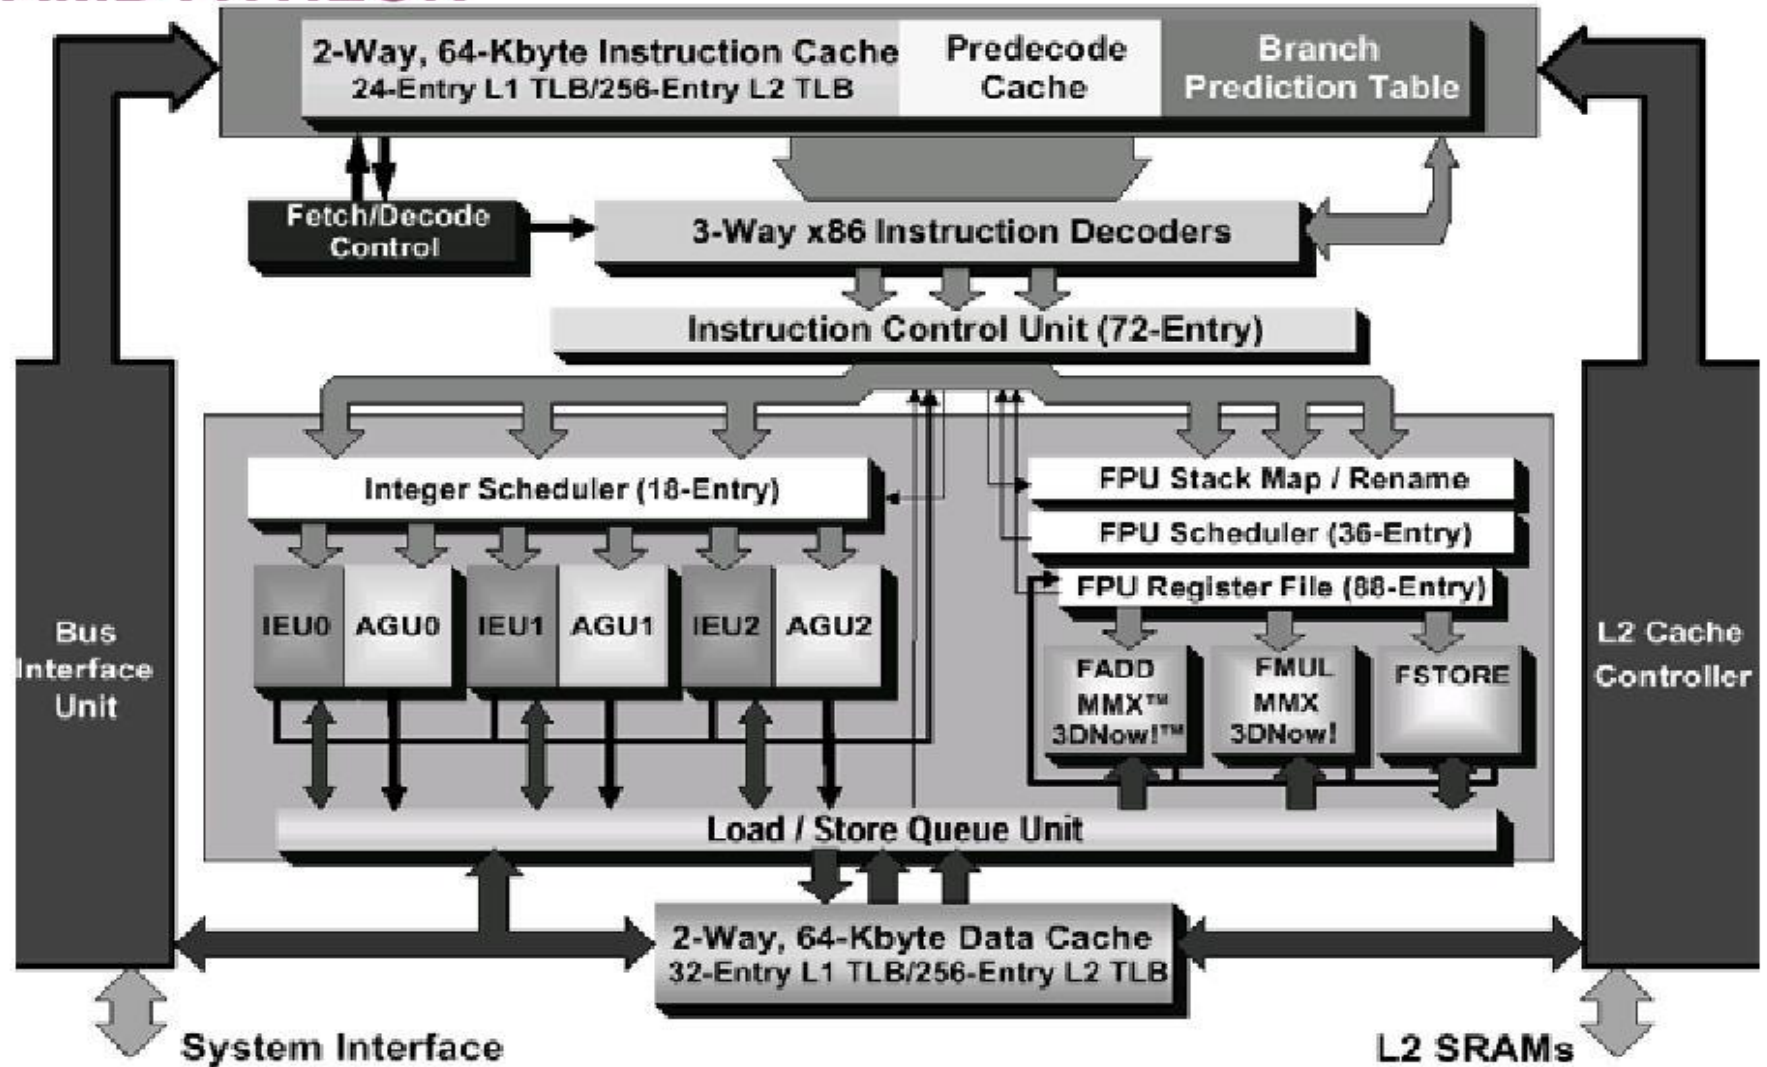 2-Way, 64-Kbyte Instruction Cache
24-Entry L1 TLB/256-Entry L2 TLB
Predecode
Cache
Branch
Prediction Table
Fetch/Decode
Control
3-Way x86 Instruction Decoders
Instruction Control Unit (72-Entry)
Integer Scheduler (18-Entry)
FPU Stack Map / Rename
FPU Scheduler (36-Entry)
FPU Register File (88-Entry)
IEU0
AGU0
IEU1
AGU1
IEU2
AGU2
Bus
Interface
Unit
FADD
MMX™
3DNow!™
FMUL
MMX
3DNow!
FSTORE
L2 Cache
Controller
Load / Store Queue Unit
2-Way, 64-Kbyte Data Cache
32-Entry L1 TLB/256-Entry L2 TLB
System Interface
L2 SRAMs